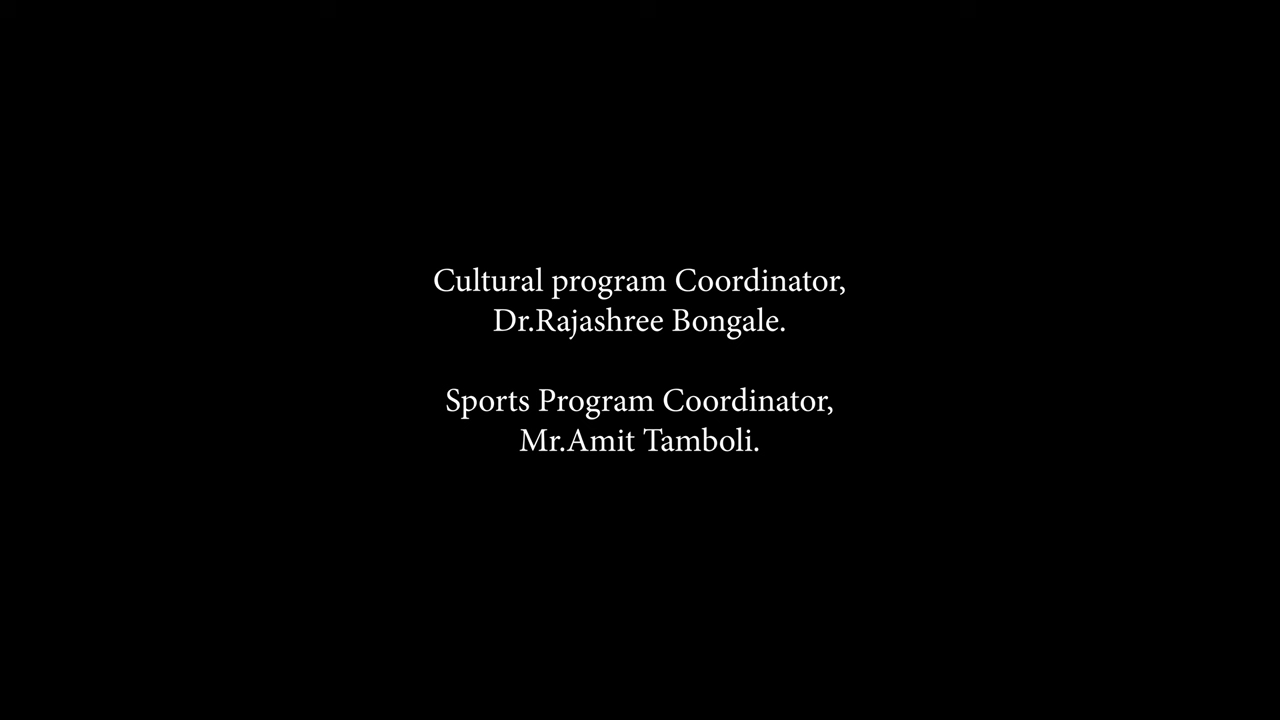 Cultural program Coordinator,
Dr.Rajashree Bongale.
Sports Program Coordinator,
Mr.Amit Tamboli.